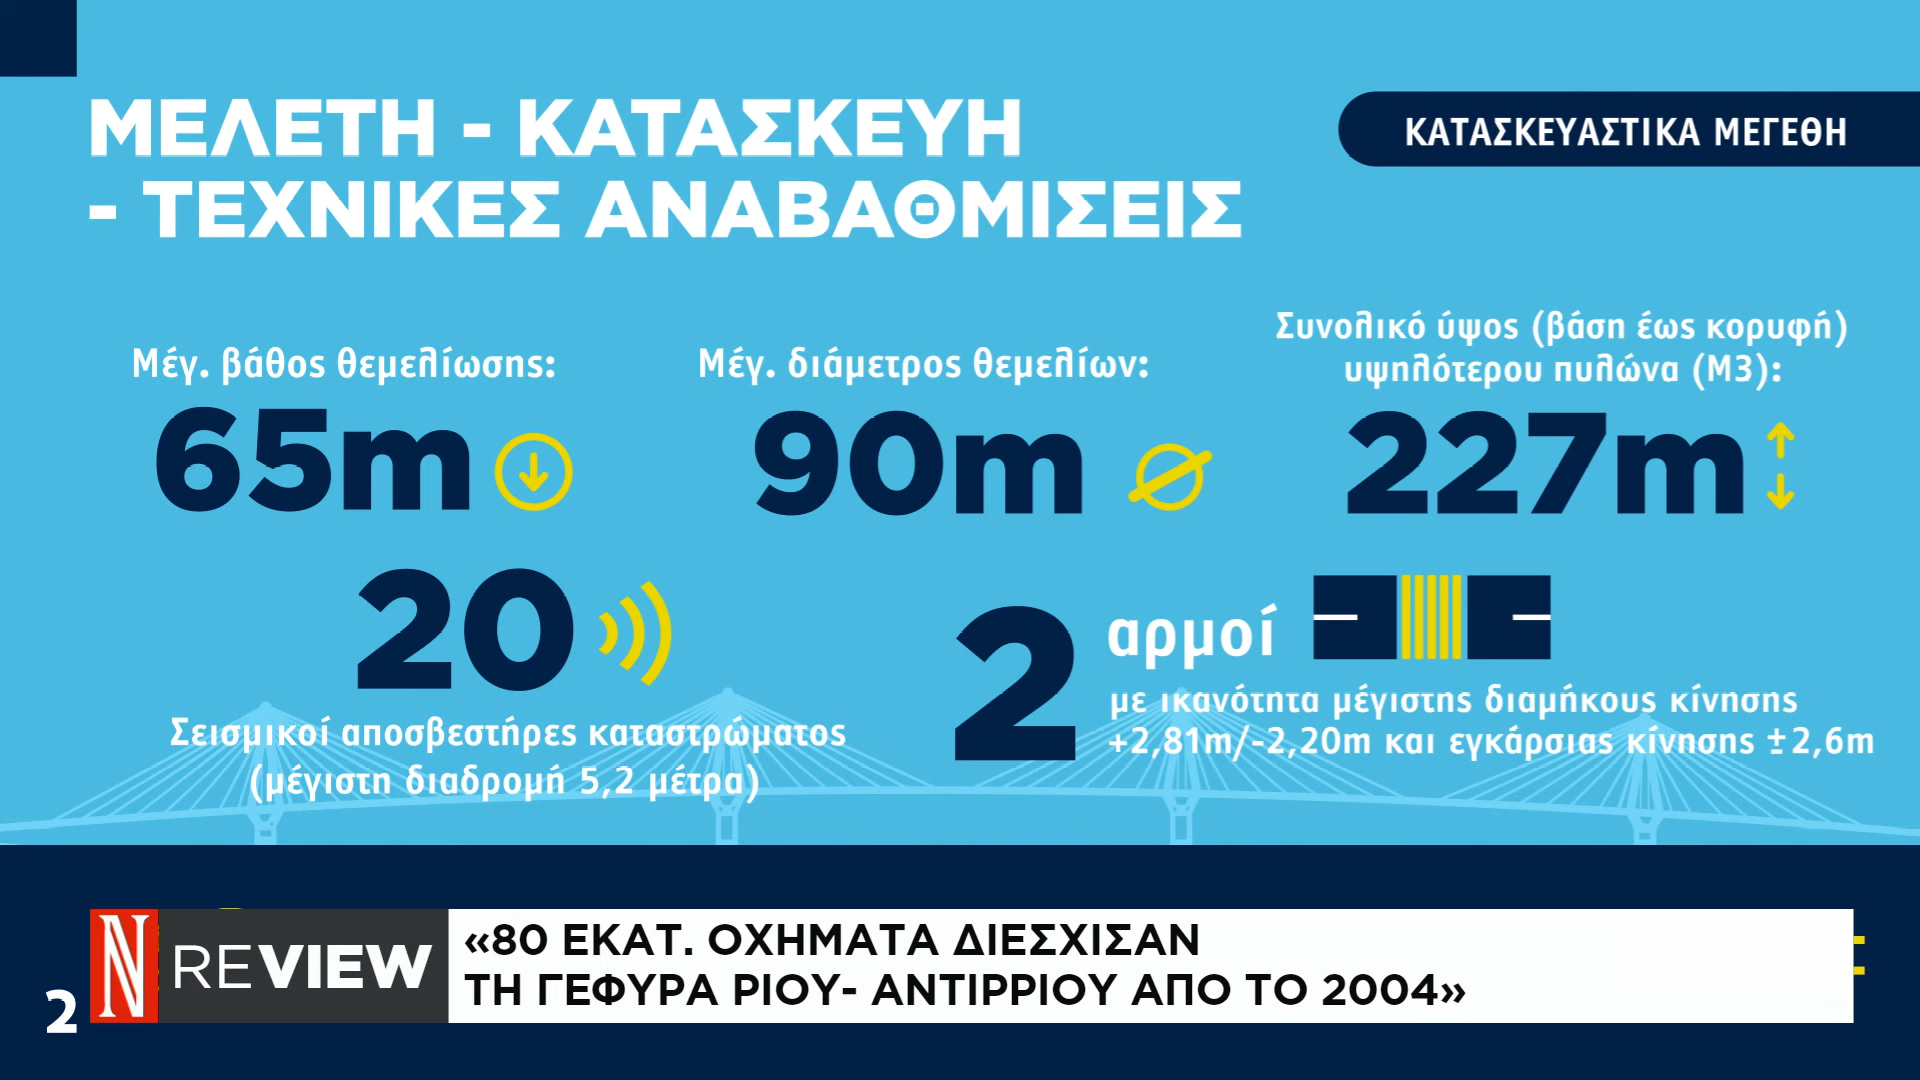 ΜΕΛΕΤΗ - ΚΑΤΑΣΚΕΥΗ
- ΤΕΧΝΙΚΕΣ ΑΝΑΒΑΘΜΙΣΕΙΣ
ΚΑΤΑΣΚΕΥΑΣΤΙΚΑ ΜΕΓΕΘΗ
Μέγ. βάθος θεμελίωσης:
65m
Μέγ. διάμετρος θεμελίων:
90m
Συνολικό ύψος (βάση έως κορυφή)
υψηλότερου πυλώνα (Μ3):
227m
20
Σεισμικοί αποσβεστήρες καταστρώματος
(μέγιστη διαδρομή 5,2 μέτρα)
2 αρμοί
με ικανότητα μέγιστης διαμήκους κίνησης
+2,81m/-2,20m και εγκάρσιας κίνησης ±2,6m
N REVIEW
«80 ΕΚΑΤ. ΟΧΗΜΑΤΑ ΔΙΕΣΧΙΣΑΝ
ΤΗ ΓΕΦΥΡΑ ΡΙΟΥ- ΑΝΤΙΡΡΙΟΥ ΑΠΟ ΤΟ 2004»
2